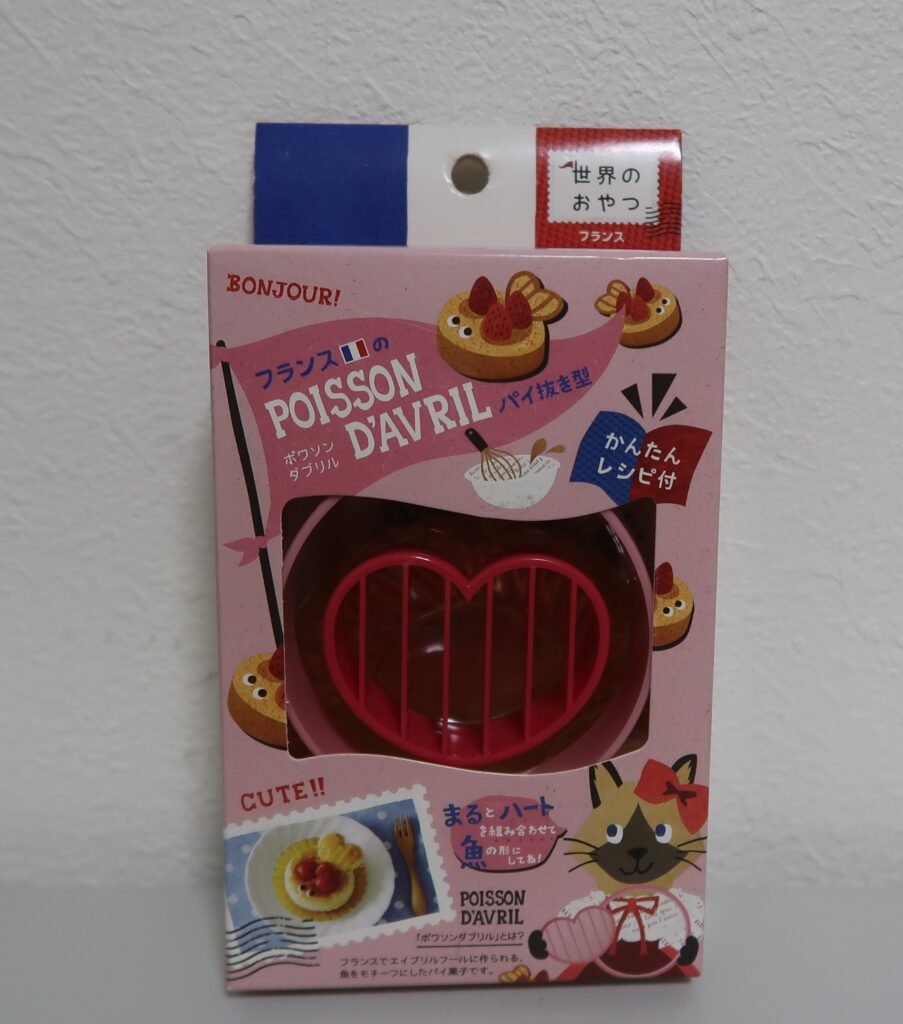 世界の
おやつ
フランス
BONJOUR!
フランスの
POISSON
D'AVRIL
ポワソン
ダブリル
パイ抜き型
かんたん
レシピ付
CUTE!!
まるとハート
を組み合わせて
魚の形に
してね!
POISSON
D'AVRIL
「ポワソンダブリル」とは?
フランスでエイプリルフールに作られる、
魚をモチーフにしたパイ菓子です。